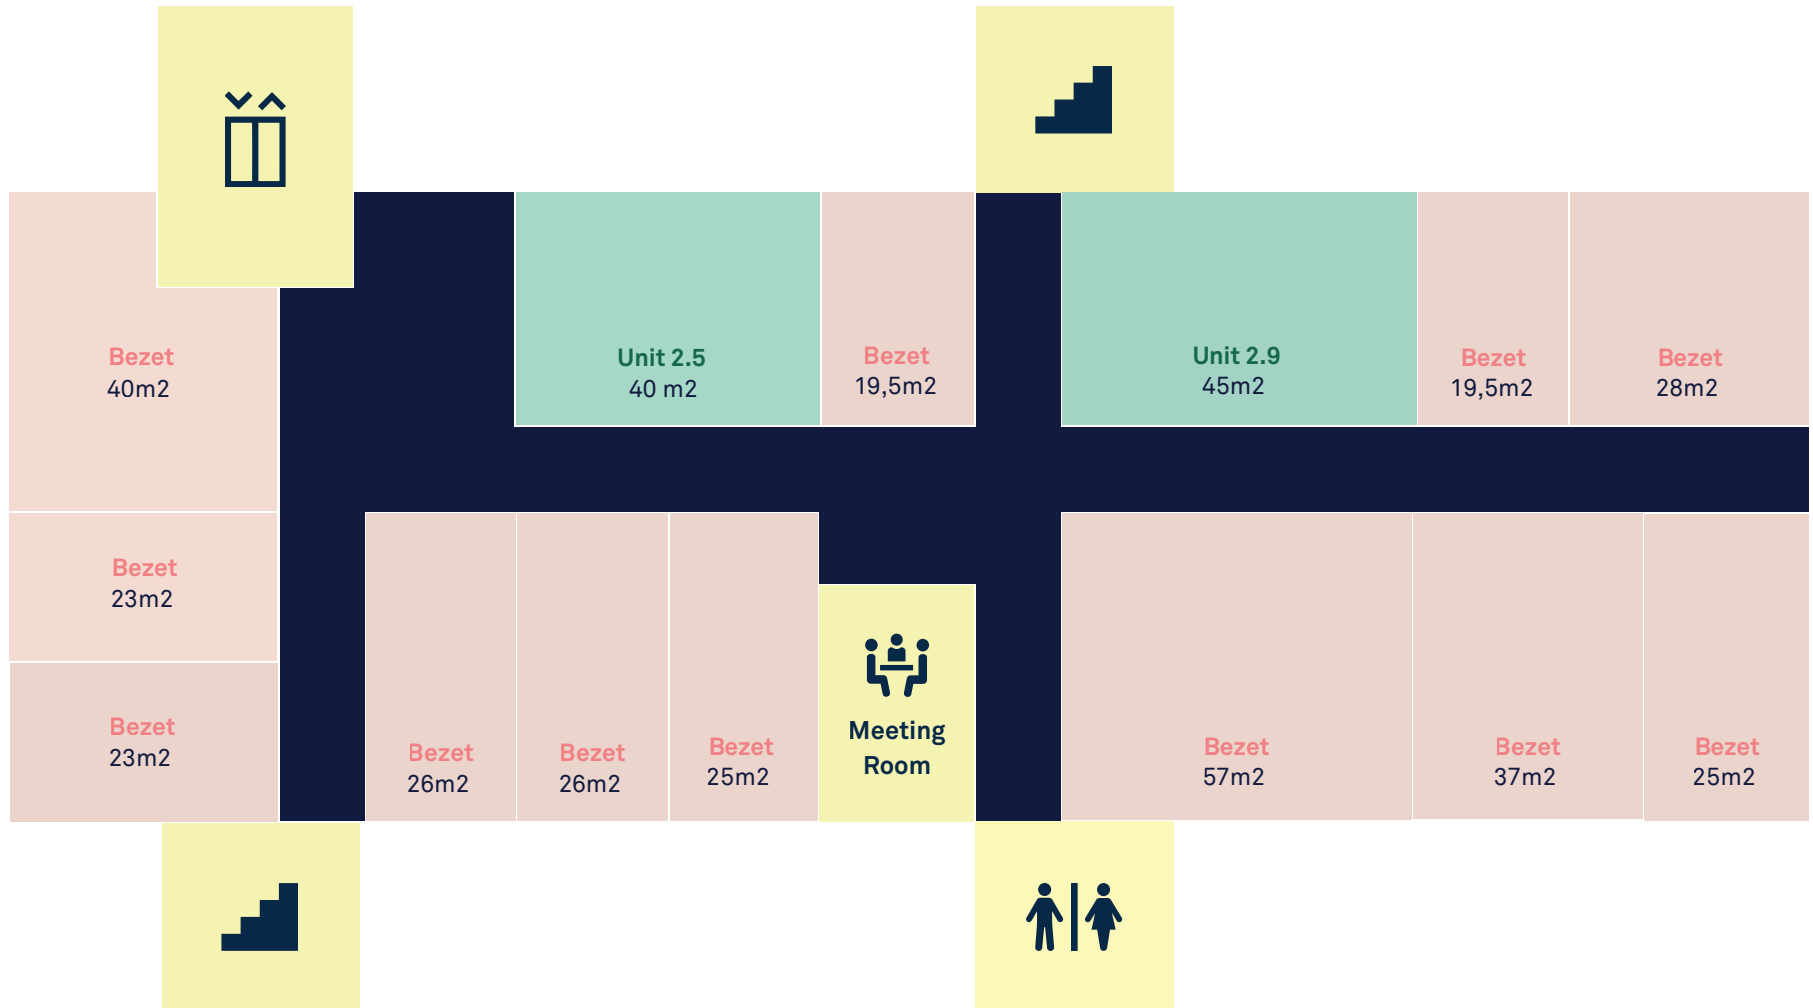 Bezet
40m2
Unit 2.5
40 m2
Bezet
19,5m2
Unit 2.9
45m2
Bezet
19,5m2
Bezet
28m2
Bezet
23m2
Bezet
23m2
Bezet
26m2
Bezet
26m2
Bezet
25m2
Meeting
Room
Bezet
57m2
Bezet
37m2
Bezet
25m2